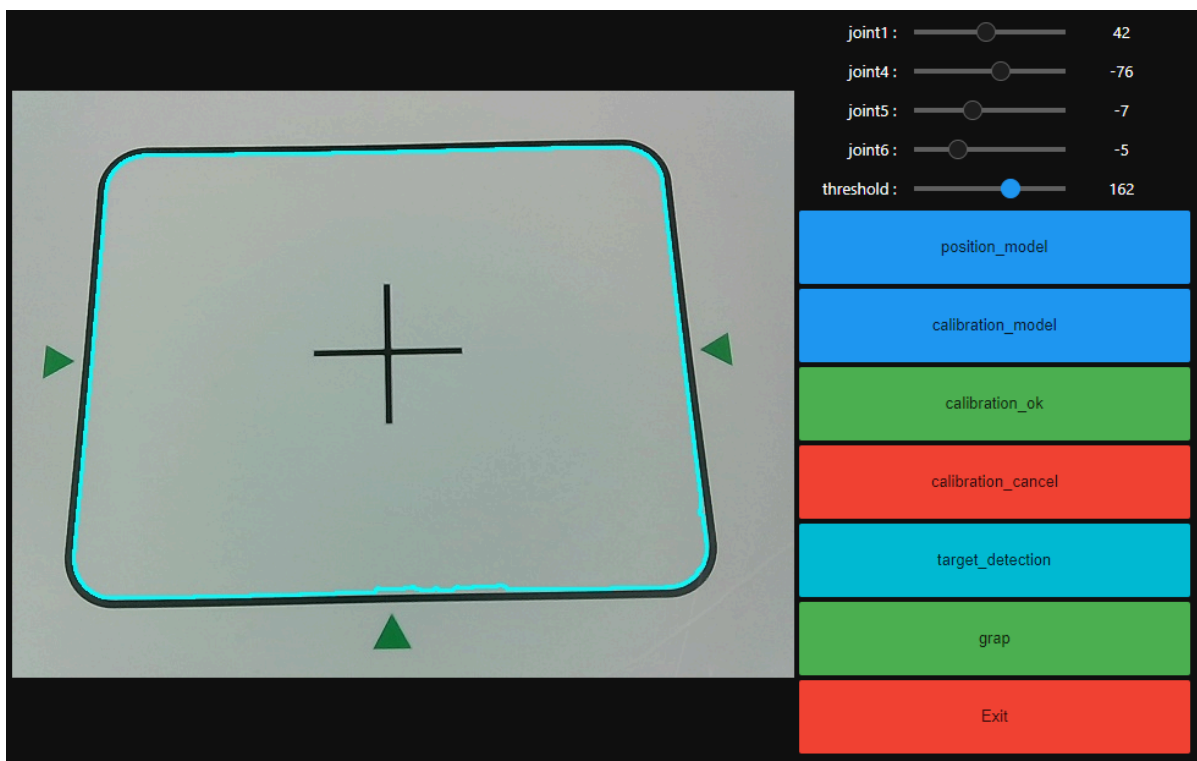 joint1 : 42
joint4 : -76
joint5 : -7
joint6 : -5
threshold : 162
position_model
calibration_model
calibration_ok
calibration_cancel
target_detection
grap
Exit